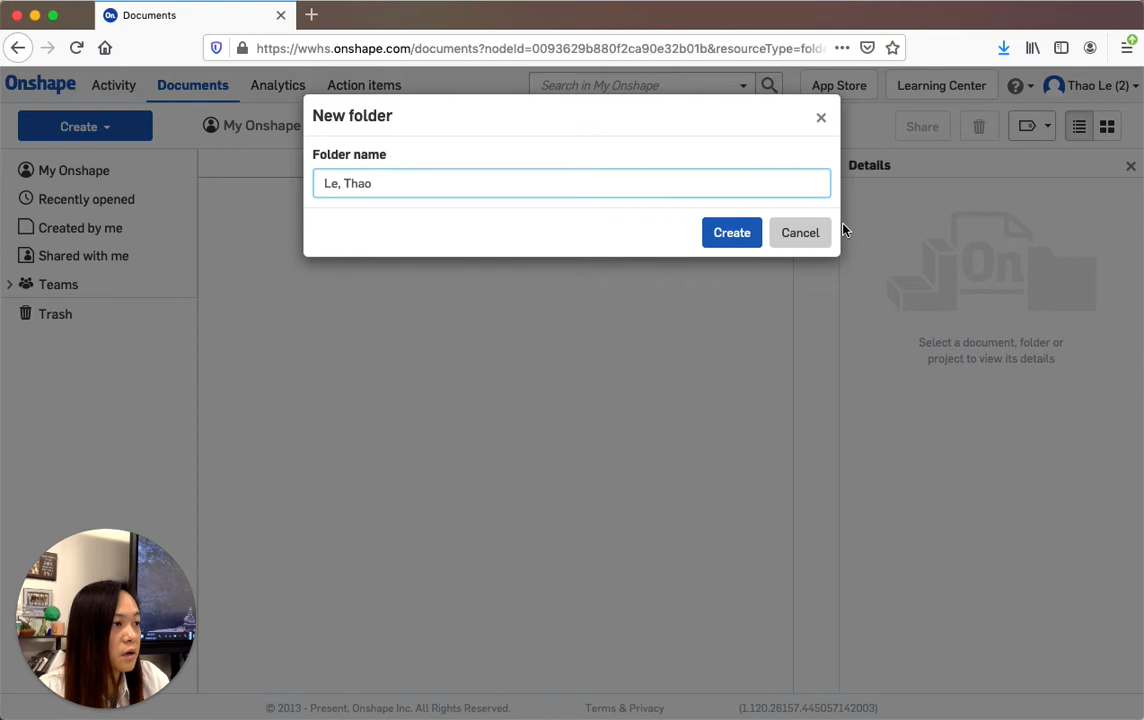 Documents
https://wwhs.onshape.com/documents?nodeId=0093629b880f2ca90e32b01b&resourceType=folde
Onshape
Activity
Documents
Analytics
Action items
Search in My Onshape
App Store
Learning Center
Thao Le (2)
Create
My Onshape
Share
New folder
Folder name
Le, Thao
Create
Cancel
My Onshape
Recently opened
Created by me
Shared with me
Teams
Trash
Details
On
Select a document, folder or
project to view its details
© 2013 - Present, Onshape Inc. All Rights Reserved.
Terms & Privacy
(1.120.26157.445057142003)